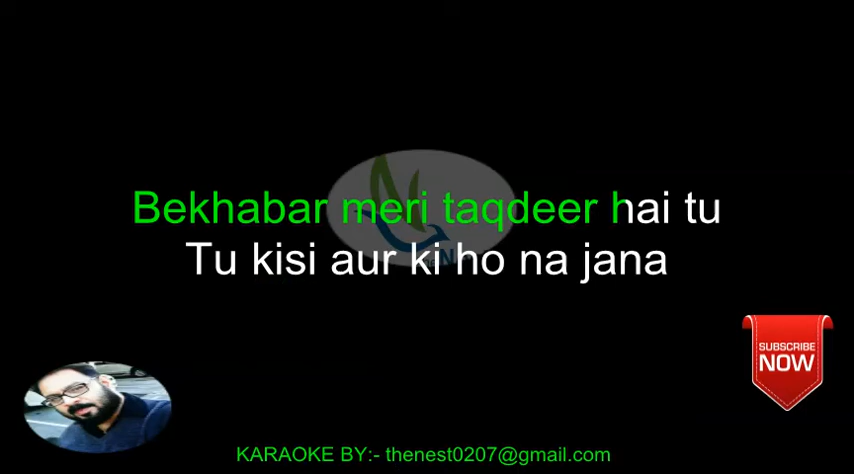 Bekhabar meri taqdeer hai tu
Tu kisi aur ki ho na jana
SUBSCRIBE
NOW
KARAOKE BY:- thenest0207@gmail.com